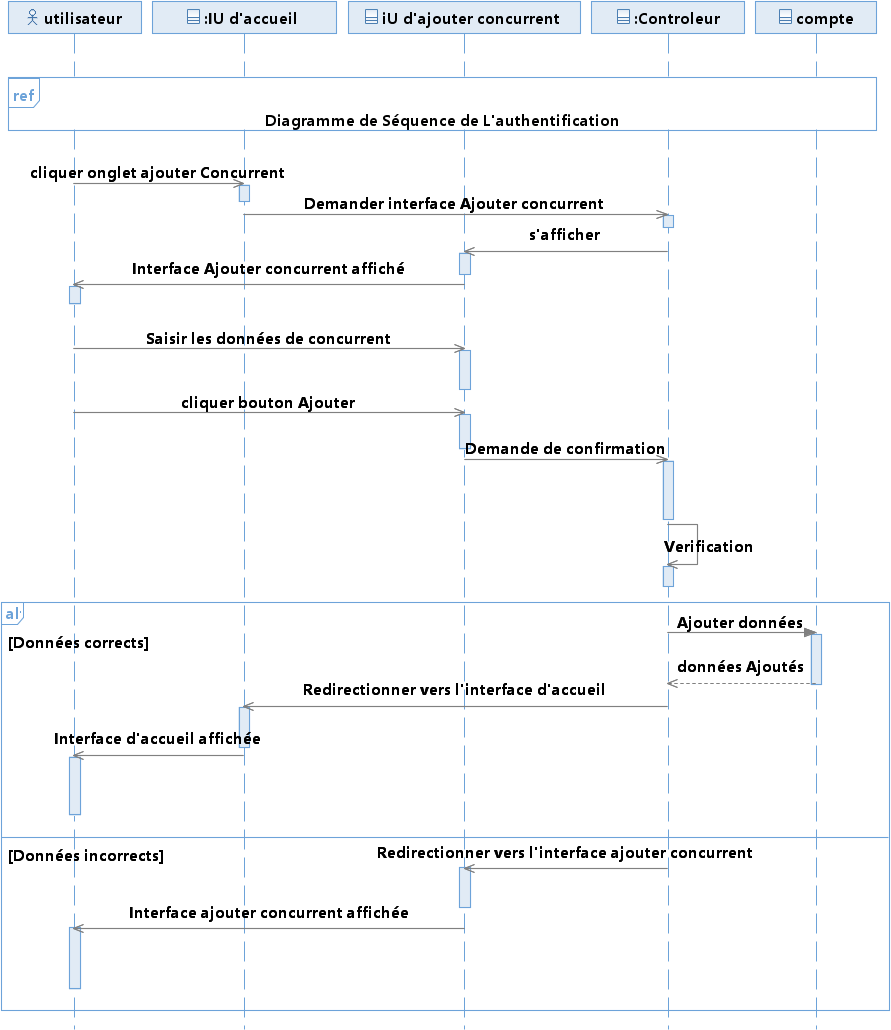 utilisateur
:IU d'accueil
iU d'ajouter concurrent
:Controleur
compte
ref
Diagramme de Séquence de L'authentification
cliquer onglet ajouter Concurrent
Demander interface Ajouter concurrent
s'afficher
Interface Ajouter concurrent affiché
Saisir les données de concurrent
cliquer bouton Ajouter
Demande de confirmation
Verification
al
Ajouter données
[Données corrects]
données Ajoutés
Redirectionner vers l'interface d'accueil
Interface d'accueil affichée
[Données incorrects]
Redirectionner vers l'interface ajouter concurrent
Interface ajouter concurrent affichée